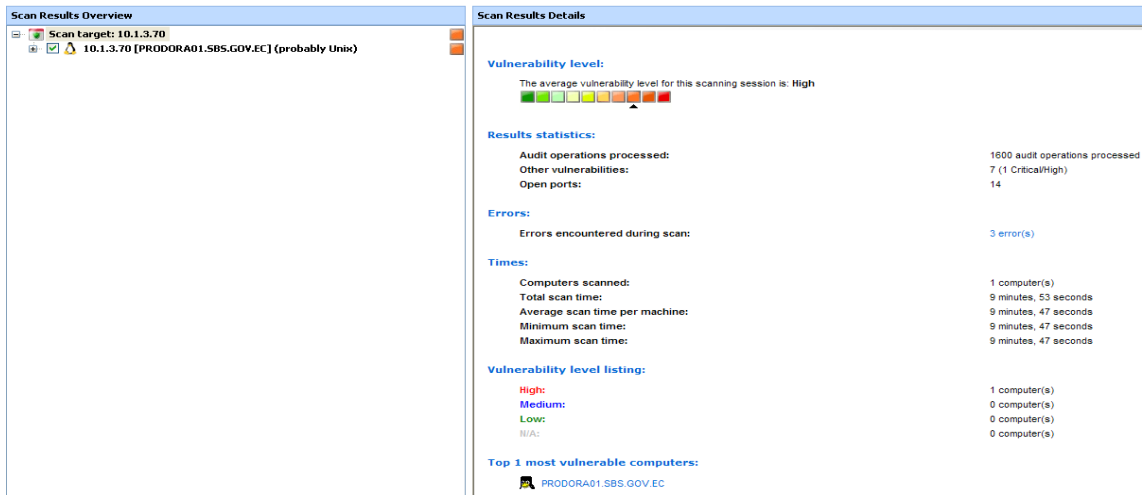 Scan Results Overview
Scan target: 10.1.3.70
10.1.3.70 [PRODORA01.SBS.GOV.EC] (probably Unix)
Scan Results Details
Vulnerability level:
The average vulnerability level for this scanning session is: High
Results statistics:
Audit operations processed: 1600 audit operations processed
Other vulnerabilities: 7 (1 Critical/High)
Open ports: 14
Errors:
Errors encountered during scan: 3 error(s)
Times:
Computers scanned: 1 computer(s)
Total scan time: 9 minutes, 53 seconds
Average scan time per machine: 9 minutes, 47 seconds
Minimum scan time: 9 minutes, 47 seconds
Maximum scan time: 9 minutes, 47 seconds
Vulnerability level listing:
High: 1 computer(s)
Medium: 0 computer(s)
Low: 0 computer(s)
N/A: 0 computer(s)
Top 1 most vulnerable computers:
PRODORA01.SBS.GOV.EC